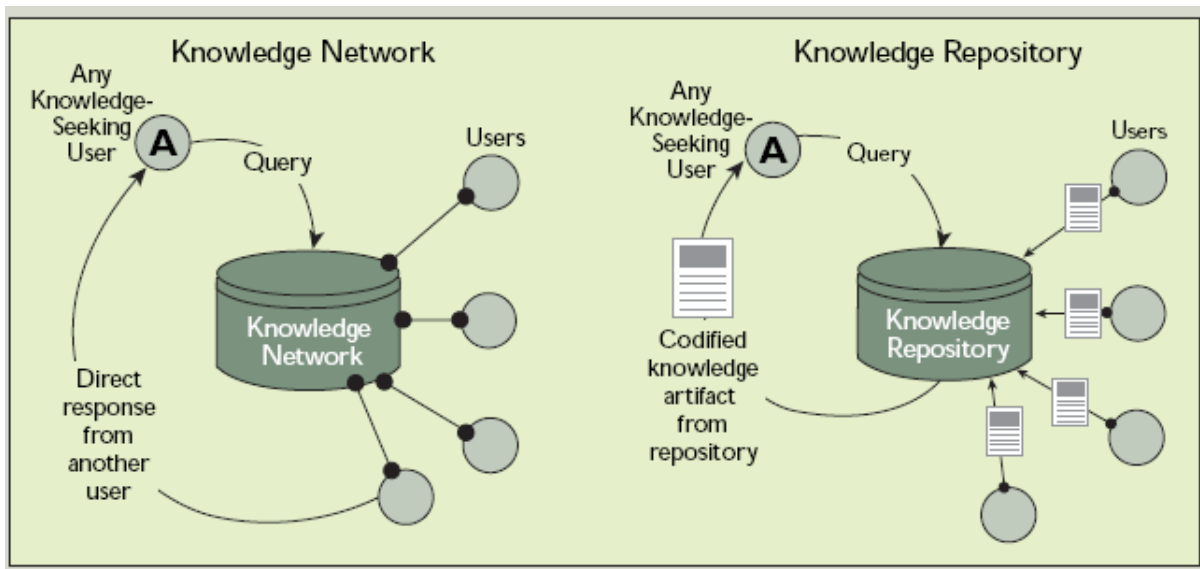 Knowledge Network
Any
Knowledge-
Seeking
User
A
Query
Users
Knowledge
Network
Direct
response
from
another
user
Knowledge Repository
Any
Knowledge-
Seeking
User
A
Query
Users
Knowledge
Repository
Codified
knowledge
artifact
from
repository